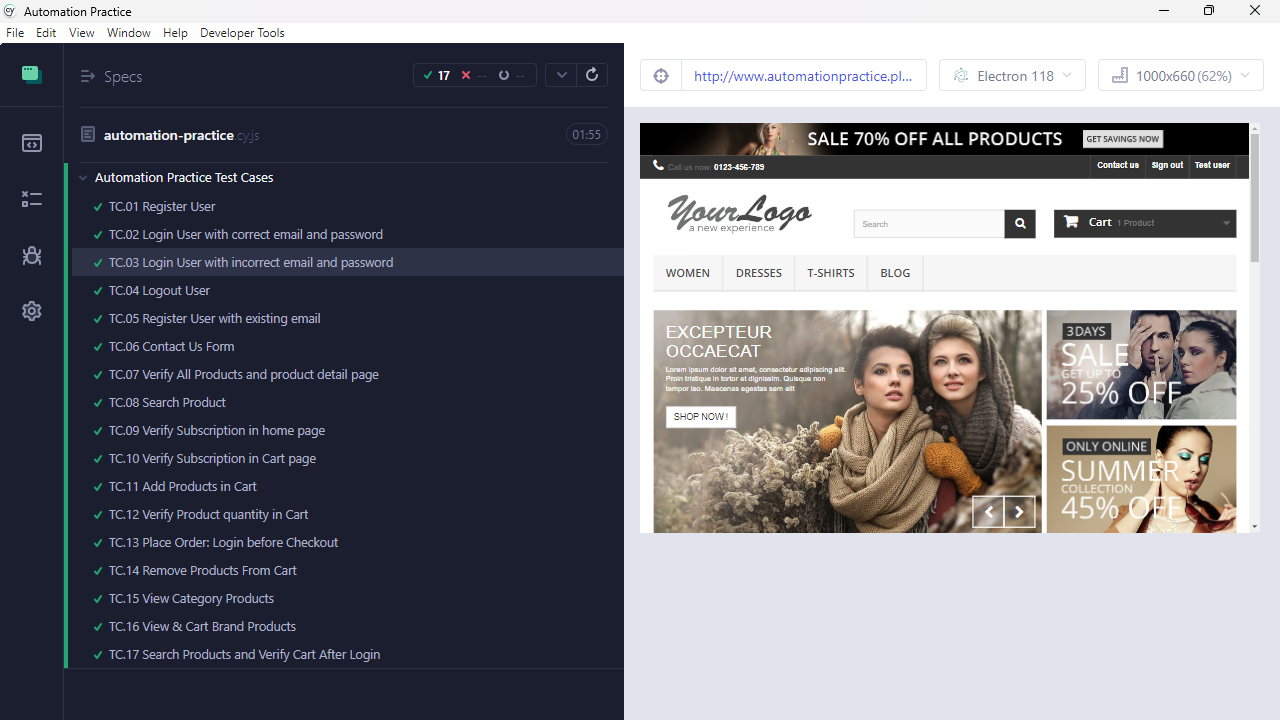 Automation Practice
File Edit View Window Help Developer Tools
Specs
17 -- --
automation-practice.cy.js 01:55
Automation Practice Test Cases
TC.01 Register User
TC.02 Login User with correct email and password
TC.03 Login User with incorrect email and password
TC.04 Logout User
TC.05 Register User with existing email
TC.06 Contact Us Form
TC.07 Verify All Products and product detail page
TC.08 Search Product
TC.09 Verify Subscription in home page
TC.10 Verify Subscription in Cart page
TC.11 Add Products in Cart
TC.12 Verify Product quantity in Cart
TC.13 Place Order: Login before Checkout
TC.14 Remove Products From Cart
TC.15 View Category Products
TC.16 View & Cart Brand Products
TC.17 Search Products and Verify Cart After Login
http://www.automationpractice.pl...
Electron 118
1000x660 (62%)
SALE 70% OFF ALL PRODUCTS GET SAVINGS NOW
Call us now: 0123-456-789 Contact us Sign out Test user
YourLogo
a new experience
Search
Cart 1 Product
WOMEN DRESSES T-SHIRTS BLOG
EXCEPTEUR
OCCAECAT
Lorem ipsum dolor sit amet, consectetur adipiscing elit.
Proin tristique in tortor et dignissim. Quisque non
tempor leo. Maecenas egestas sem elit
SHOP NOW !
3 DAYS
SALE
GET UP TO
25% OFF
ONLY ONLINE
SUMMER
COLLECTION
45% OFF